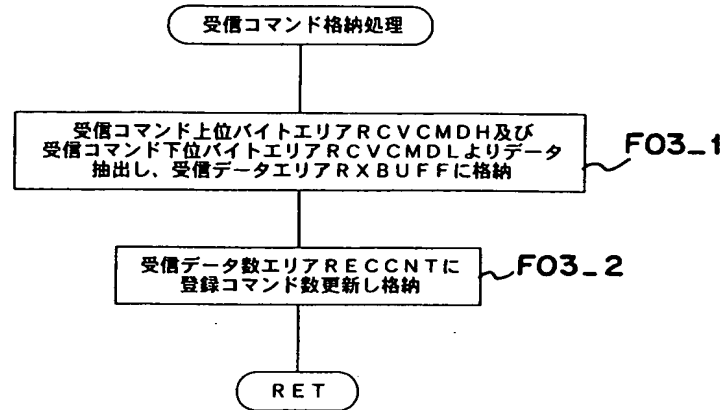 受信コマンド格納処理
受信コマンド上位バイトエリアＲＣＶＣＭＤＨ及び
受信コマンド下位バイトエリアＲＣＶＣＭＤＬよりデータ
抽出し、受信データエリアＲＸＢＵＦＦに格納
F03_1
受信データ数エリアＲＥＣＣＮＴに
登録コマンド数更新し格納
F03_2
ＲＥＴ